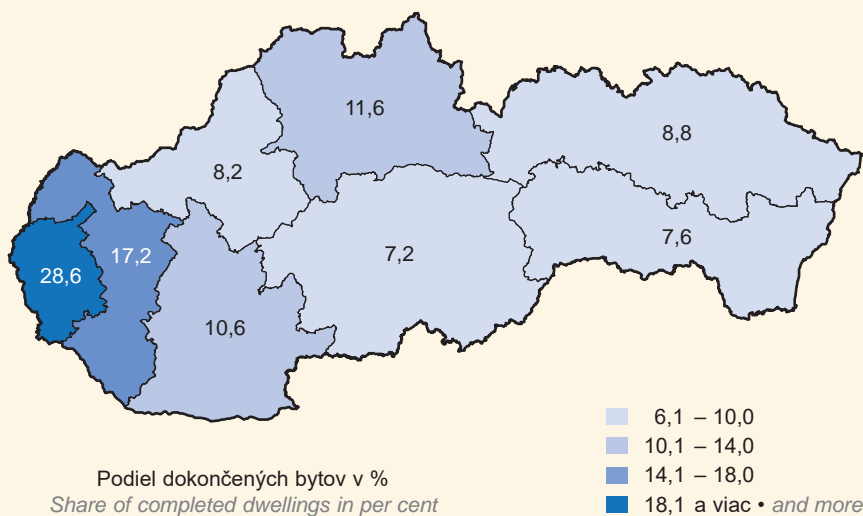 11,6
8,8
8,2
7,6
17,2
7,2
28,6
10,6
6,1 – 10,0
10,1 – 14,0
14,1 – 18,0
18,1 a viac • and more
Podiel dokončených bytov v %
Share of completed dwellings in per cent